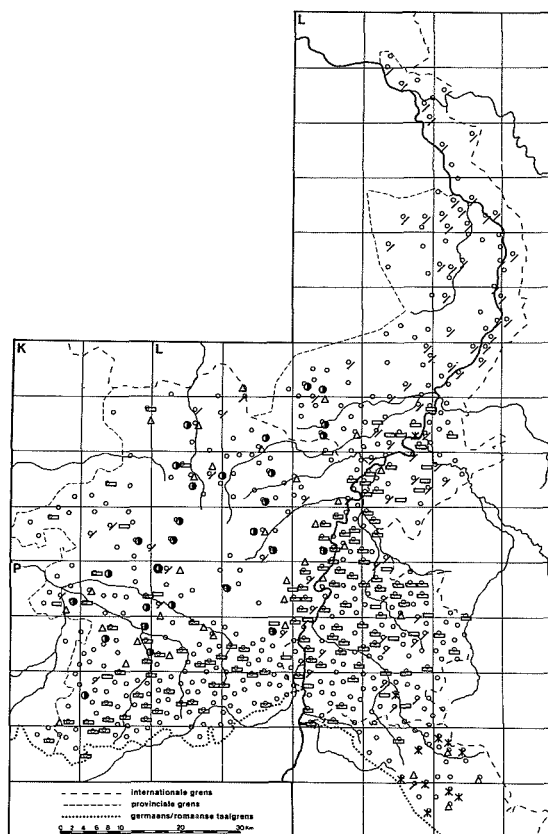 L
K L
P
internationale grens
provinciale grens
germaans/romaanse taalgrens
0 2 4 6 8 10 20 30 Km